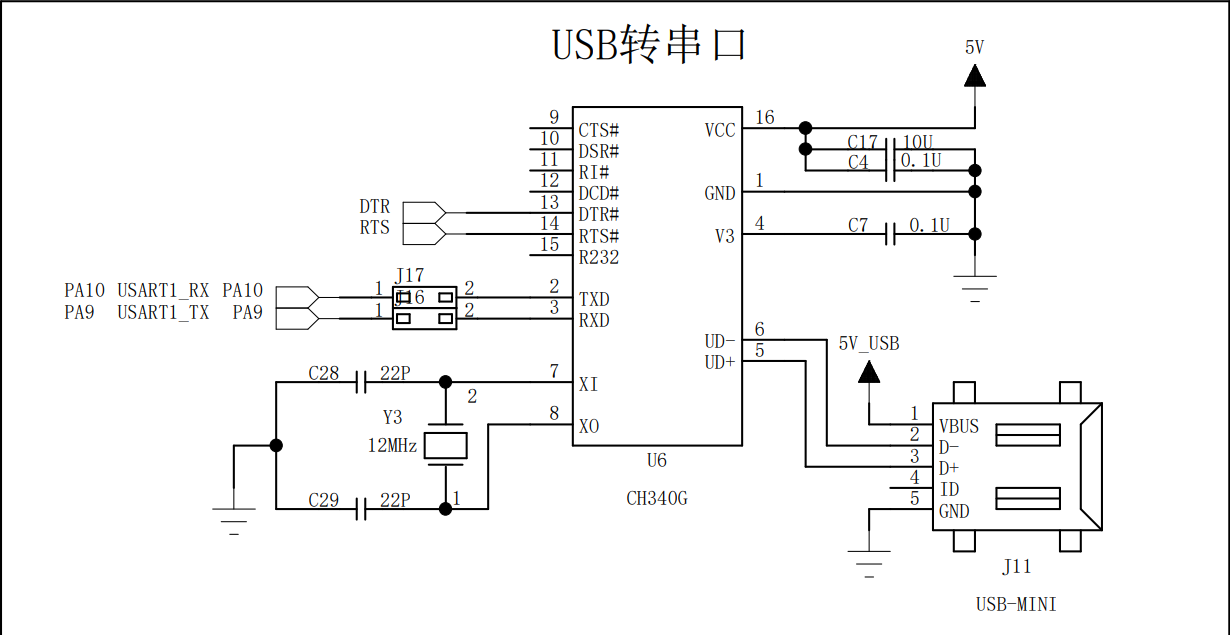 USB转串口
5V
9 CTS# VCC 16
10 DSR# C17 10U
11 RI# C4 0.1U
12 DCD# GND 1
DTR 13 DTR#
RTS 14 RTS# V3 4 C7 0.1U
15 R232
J17
PA10 USART1_RX PA10 1 2 2 TXD
J16
PA9 USART1_TX PA9 1 2 3 RXD
UD- 6
UD+ 5
5V_USB
C28 22P 7 XI
2
Y3
12MHz
8 XO
C29 22P 1
U6
CH340G
1 VBUS
2 D-
3 D+
4 ID
5 GND
J11
USB-MINI